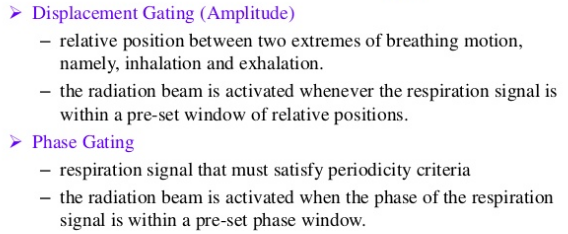 ➢ Displacement Gating (Amplitude)
– relative position between two extremes of breathing motion,
namely, inhalation and exhalation.
– the radiation beam is activated whenever the respiration signal is
within a pre-set window of relative positions.
➢ Phase Gating
– respiration signal that must satisfy periodicity criteria
– the radiation beam is activated when the phase of the respiration
signal is within a pre-set phase window.